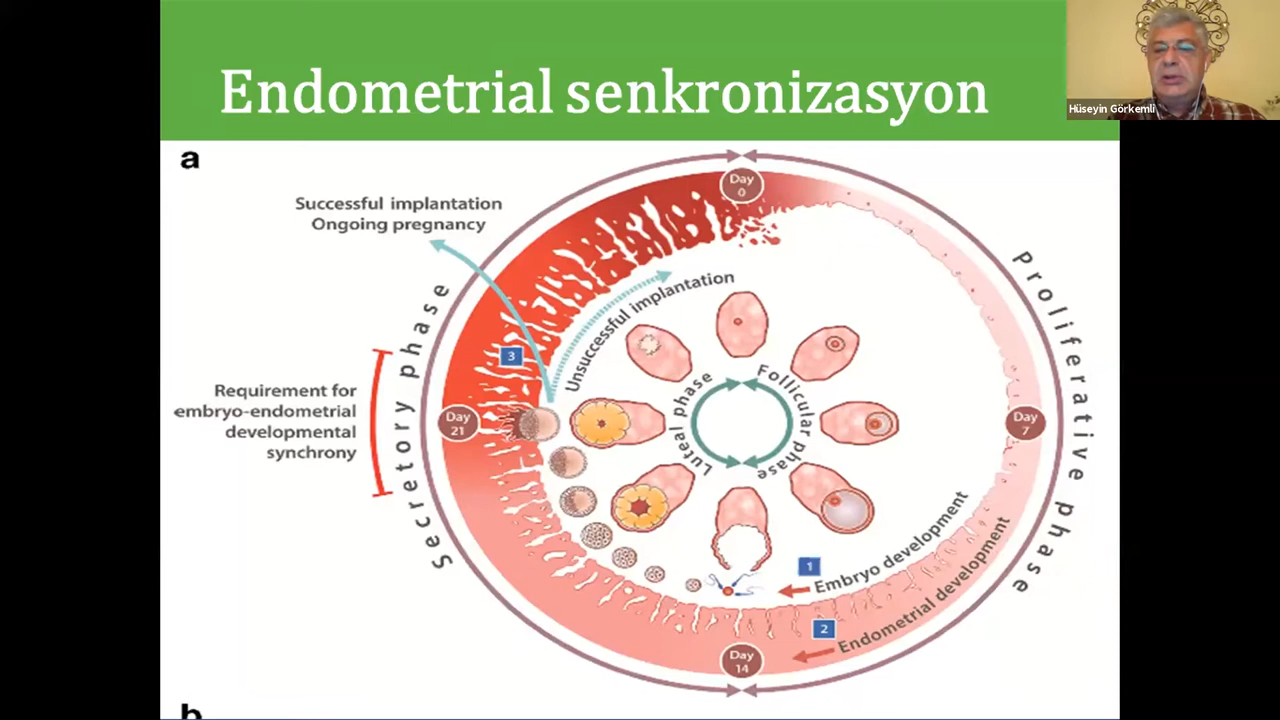 Endometrial senkronizasyon
Hüseyin Görkemli
a
Day
0
Successful implantation
Ongoing pregnancy
Unsuccessful implantation
Proliferative phase
Secretory phase
3
Luteal phase
Follicular phase
Requirement for
embryo-endometrial
developmental
synchrony
Day
21
Day
7
1
Embryo development
2
Endometrial development
Day
14
b